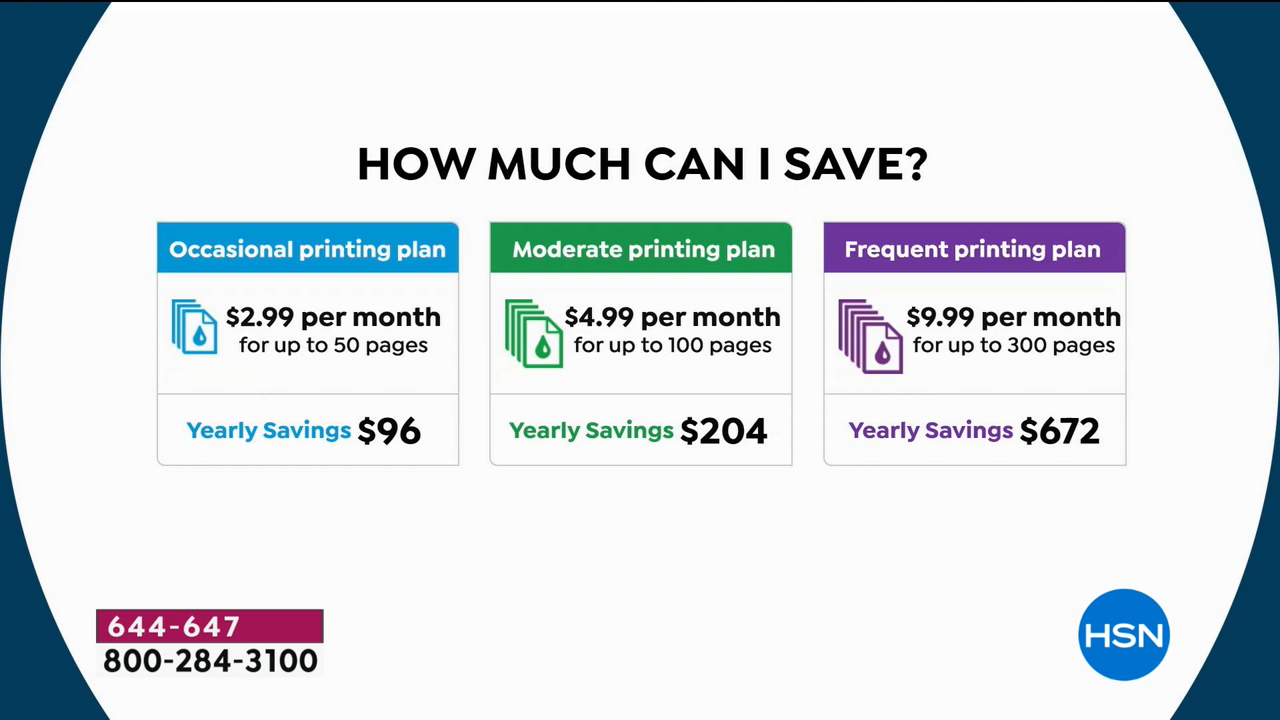 HOW MUCH CAN I SAVE?
Occasional printing plan
$2.99 per month
for up to 50 pages
Yearly Savings $96
Moderate printing plan
$4.99 per month
for up to 100 pages
Yearly Savings $204
Frequent printing plan
$9.99 per month
for up to 300 pages
Yearly Savings $672
644-647
800-284-3100
HSN